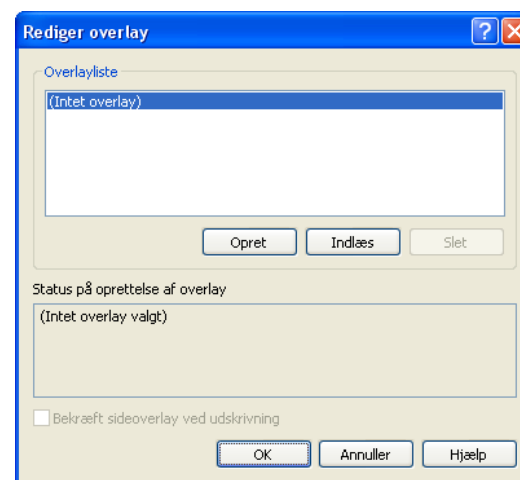 Rediger overlay
Overlayliste
(Intet overlay)
Opret Indlæs Slet
Status på oprettelse af overlay
(Intet overlay valgt)
Bekræft sideoverlay ved udskrivning
OK Annuller Hjælp